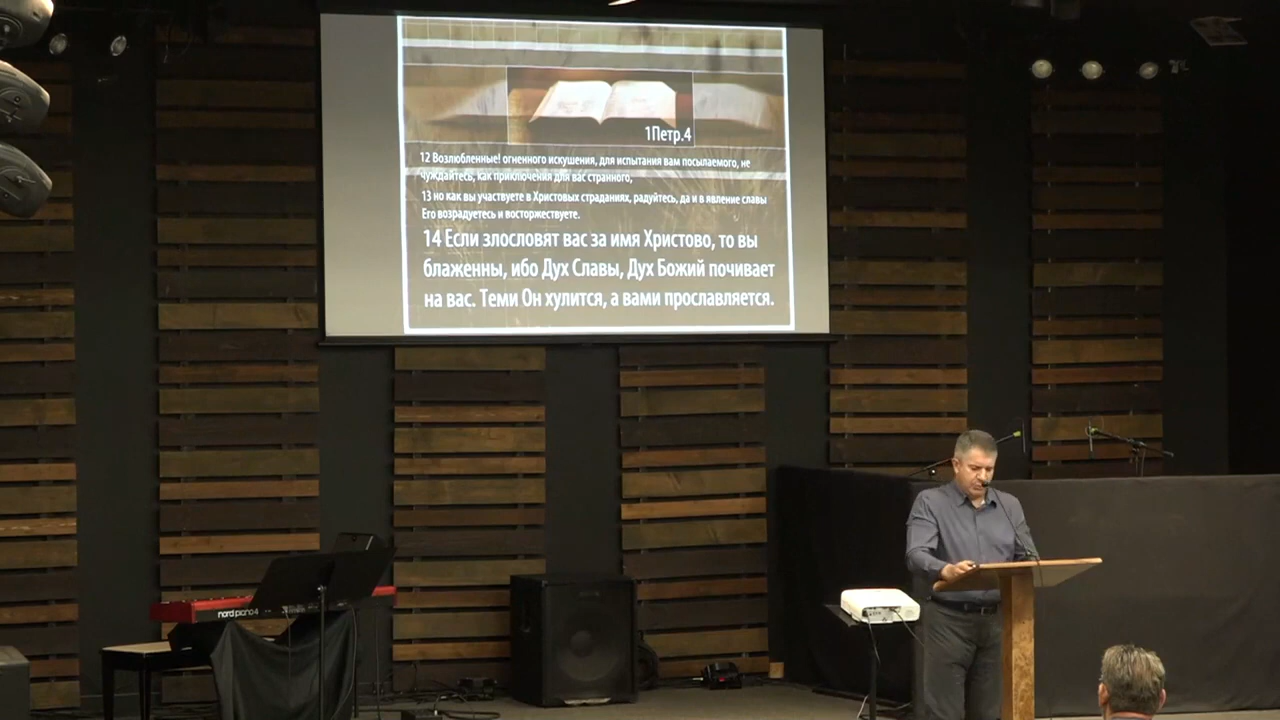 1Петр.4
12 Возлюбленные! огненного искушения, для испытания вам посылаемого, не
чуждайтесь, как приключения для вас странного,
13 но как вы участвуете в Христовых страданиях, радуйтесь, да и в явление славы
Его возрадуетесь и восторжествуете.
14 Если злословят вас за имя Христово, то вы
блаженны, ибо Дух Славы, Дух Божий почивает
на вас. Теми Он хулится, а вами прославляется.
nord piano 4